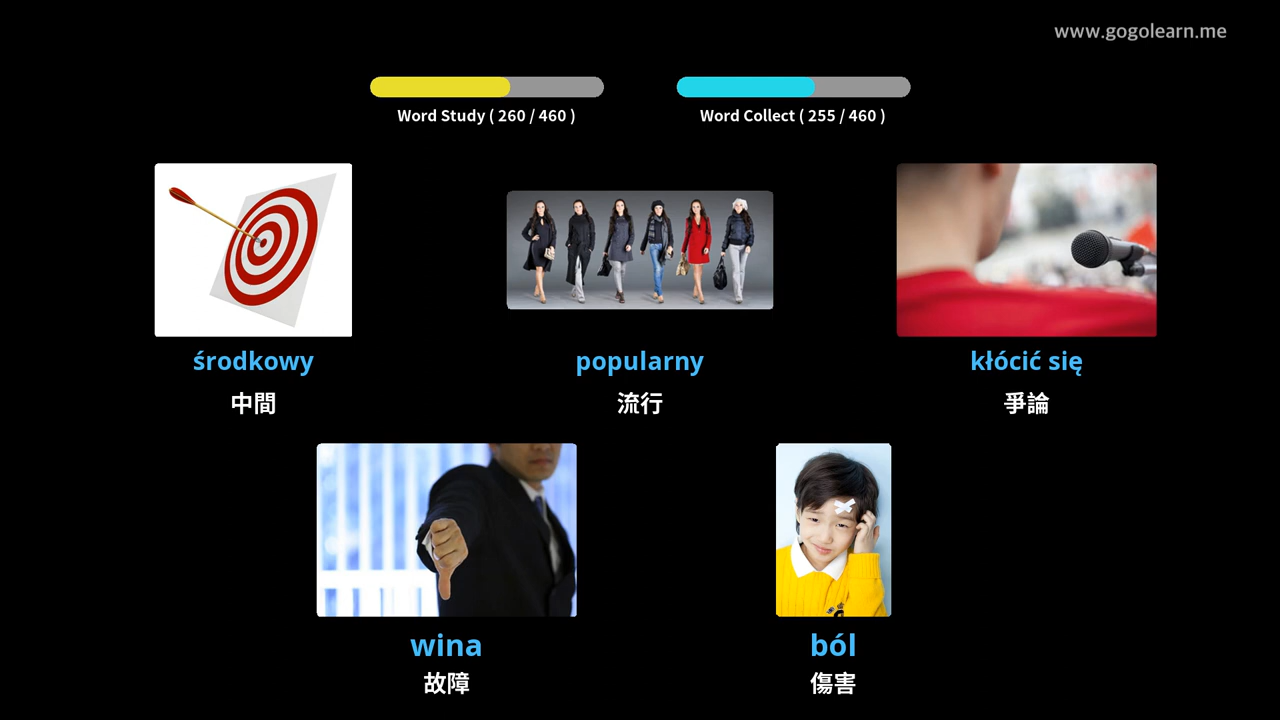 www.gogolearn.me
Word Study ( 260 / 460 )
Word Collect ( 255 / 460 )
środkowy
中間
popularny
流行
kłócić się
爭論
wina
故障
ból
傷害